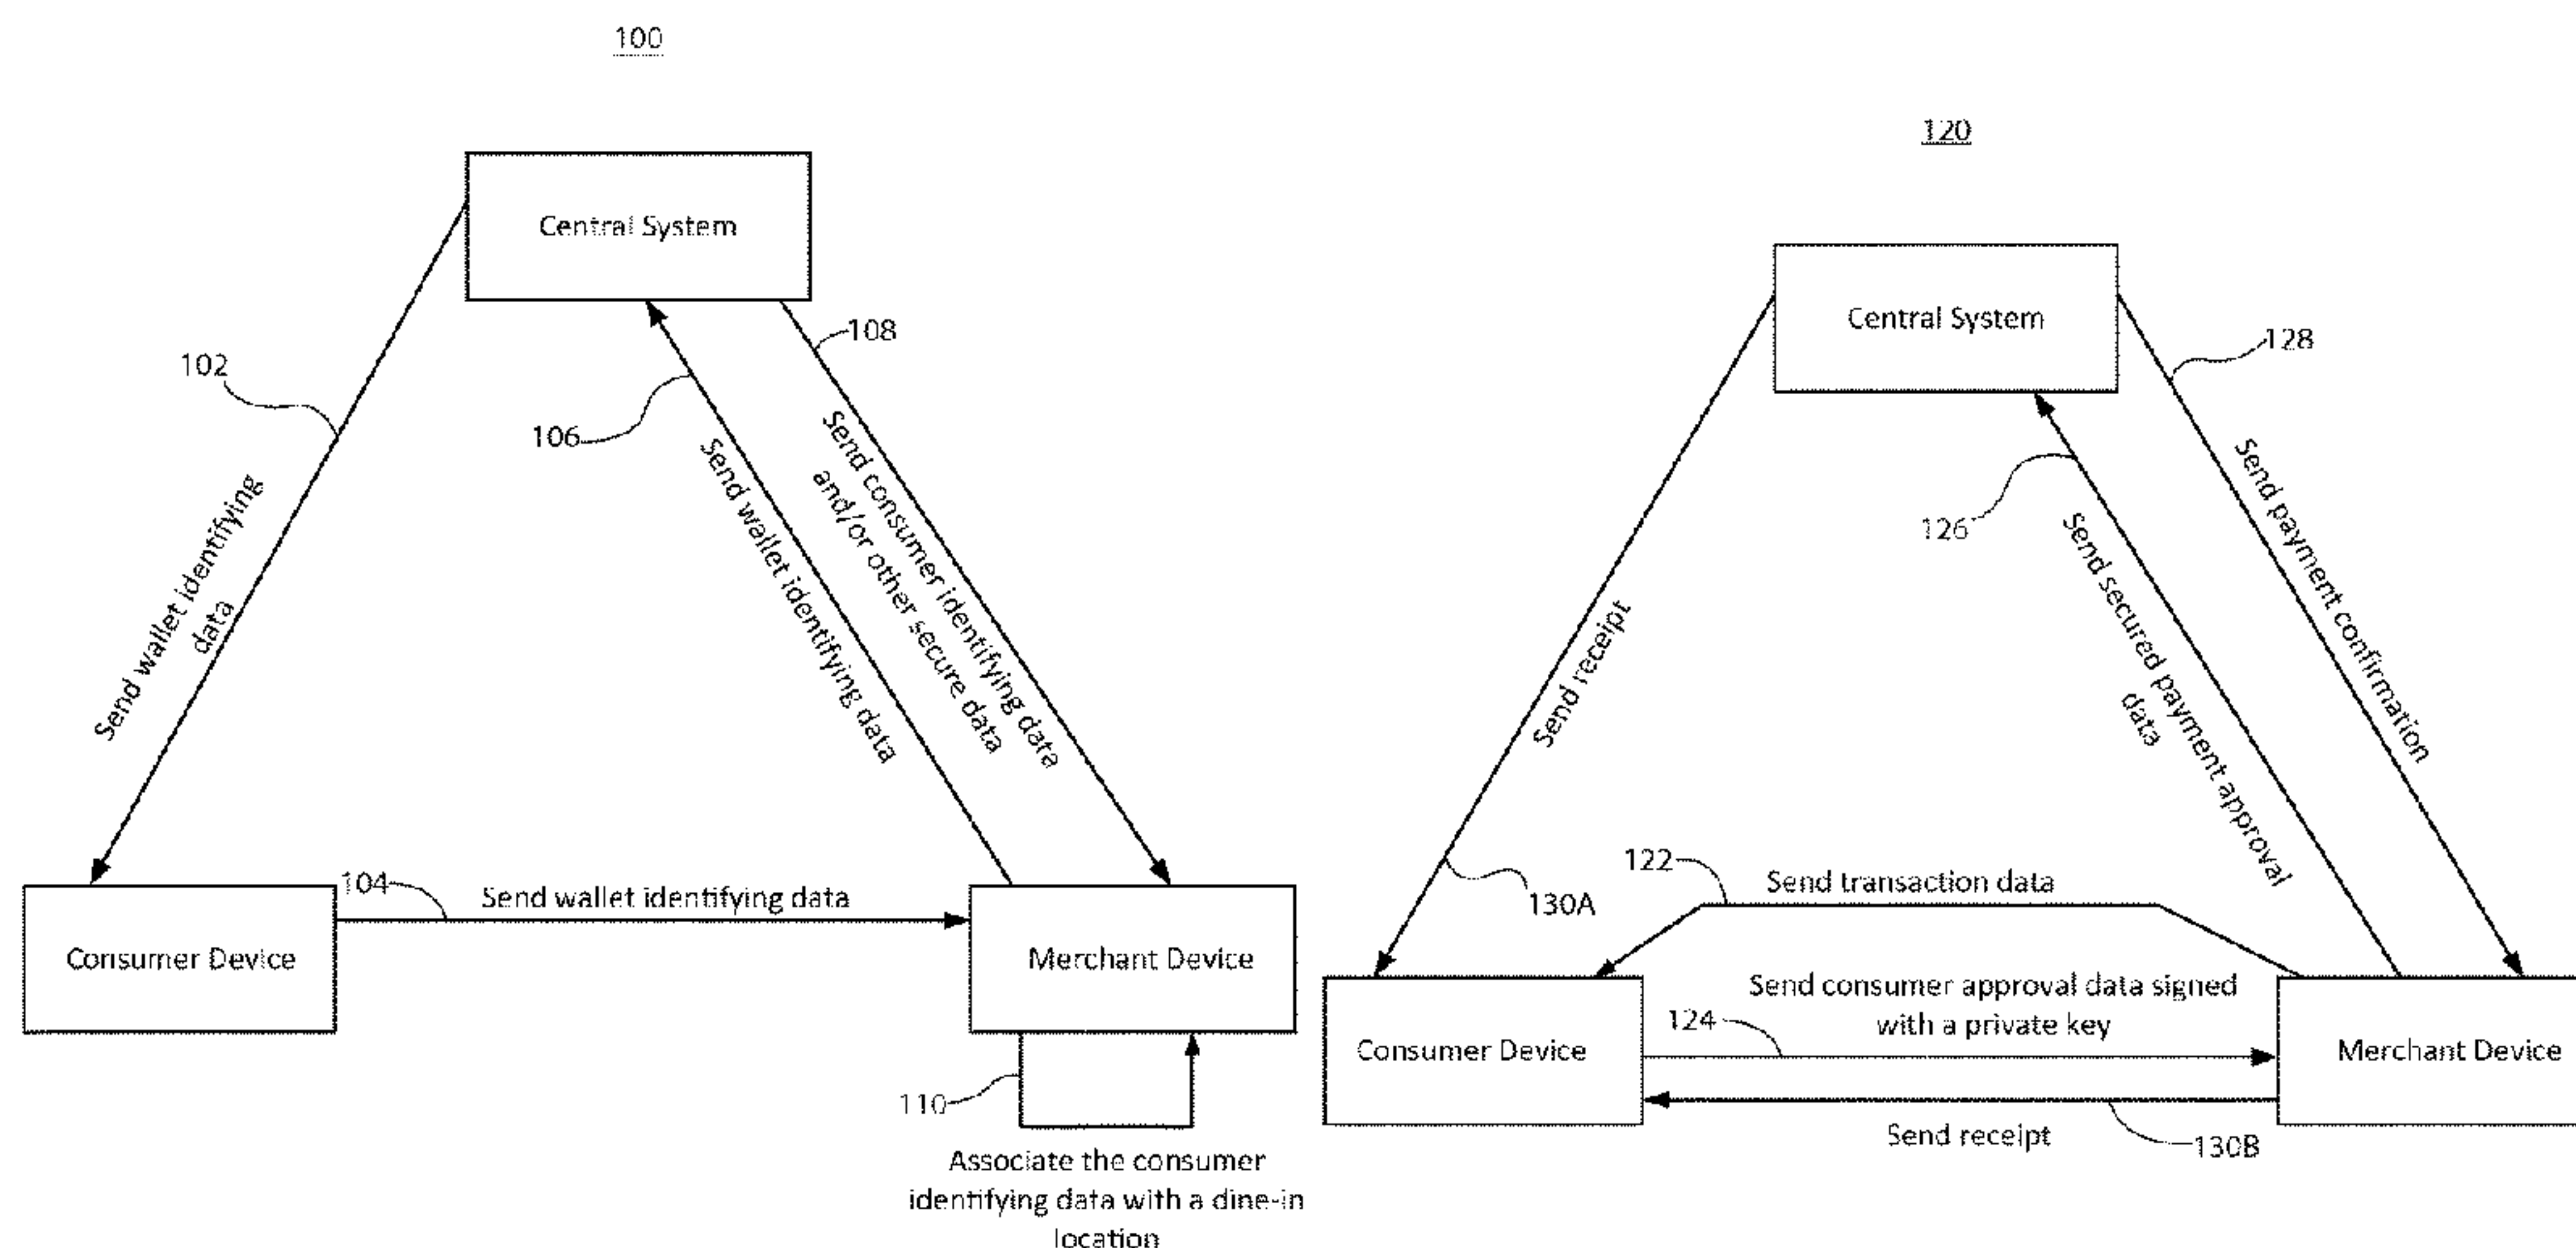 100
Central System
102
106
108
Send wallet identifying
data
Send wallet identifying data
Send consumer identifying data
and/or other secure data
104
Send wallet identifying data
Consumer Device
Merchant Device
110
Associate the consumer
identifying data with a dine-in
location
120
Central System
128
126
Send receipt
Send secured payment approval
data
Send payment confirmation
130A
122
Send transaction data
Send consumer approval data signed
with a private key
124
Consumer Device
Merchant Device
Send receipt
130B